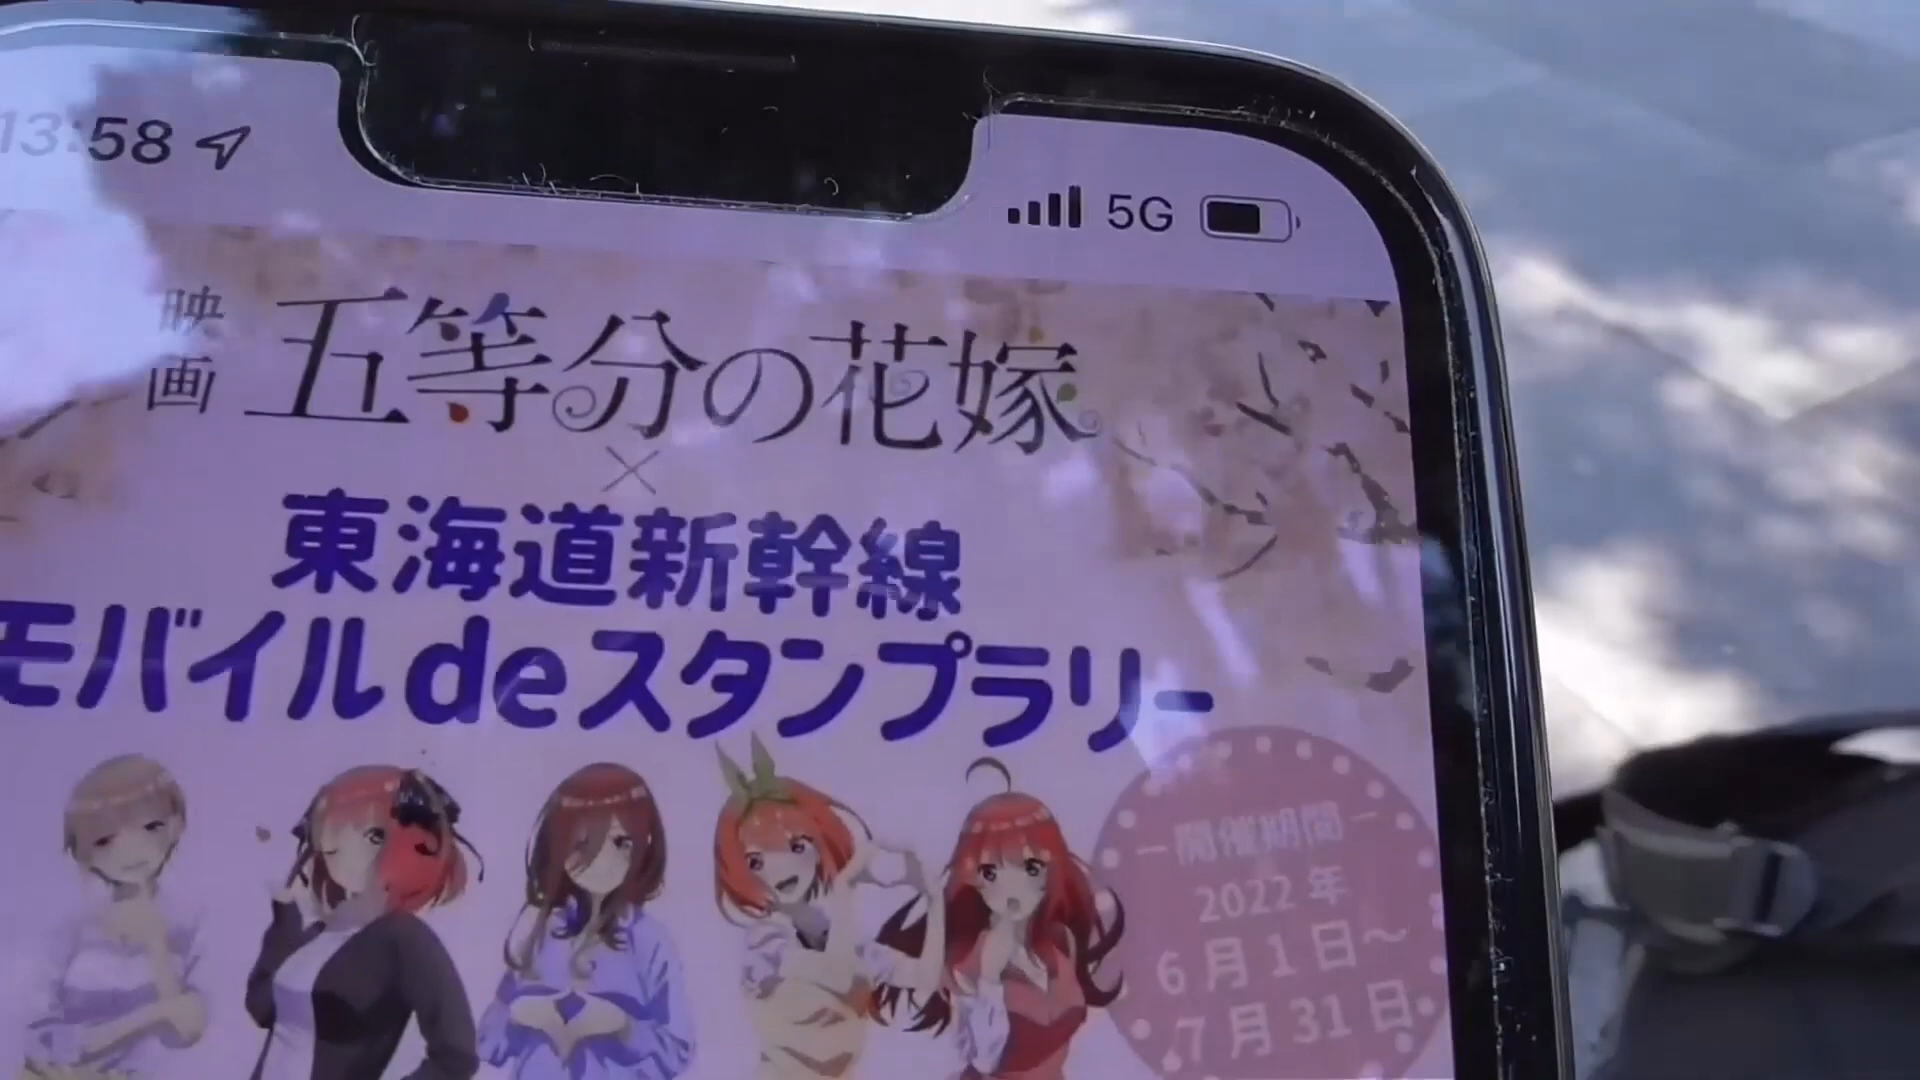 13:58
5G
映画 五等分の花嫁
×
東海道新幹線
モバイルdeスタンプラリー
ー開催期間ー
2022年
6月1日～
7月31日